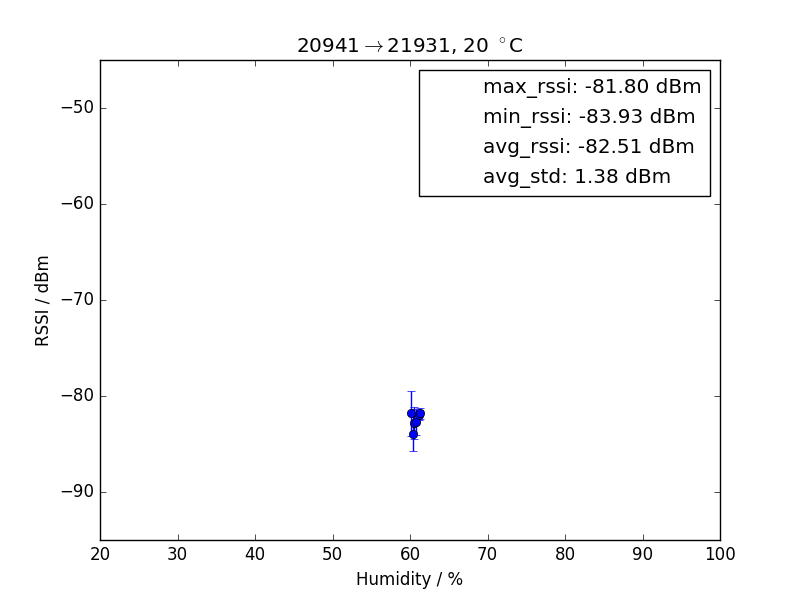 20941→21931, 20 °C
max_rssi: -81.80 dBm
min_rssi: -83.93 dBm
avg_rssi: -82.51 dBm
avg_std: 1.38 dBm
−50
−60
−70
−80
−90
RSSI / dBm
20 30 40 50 60 70 80 90 100
Humidity / %